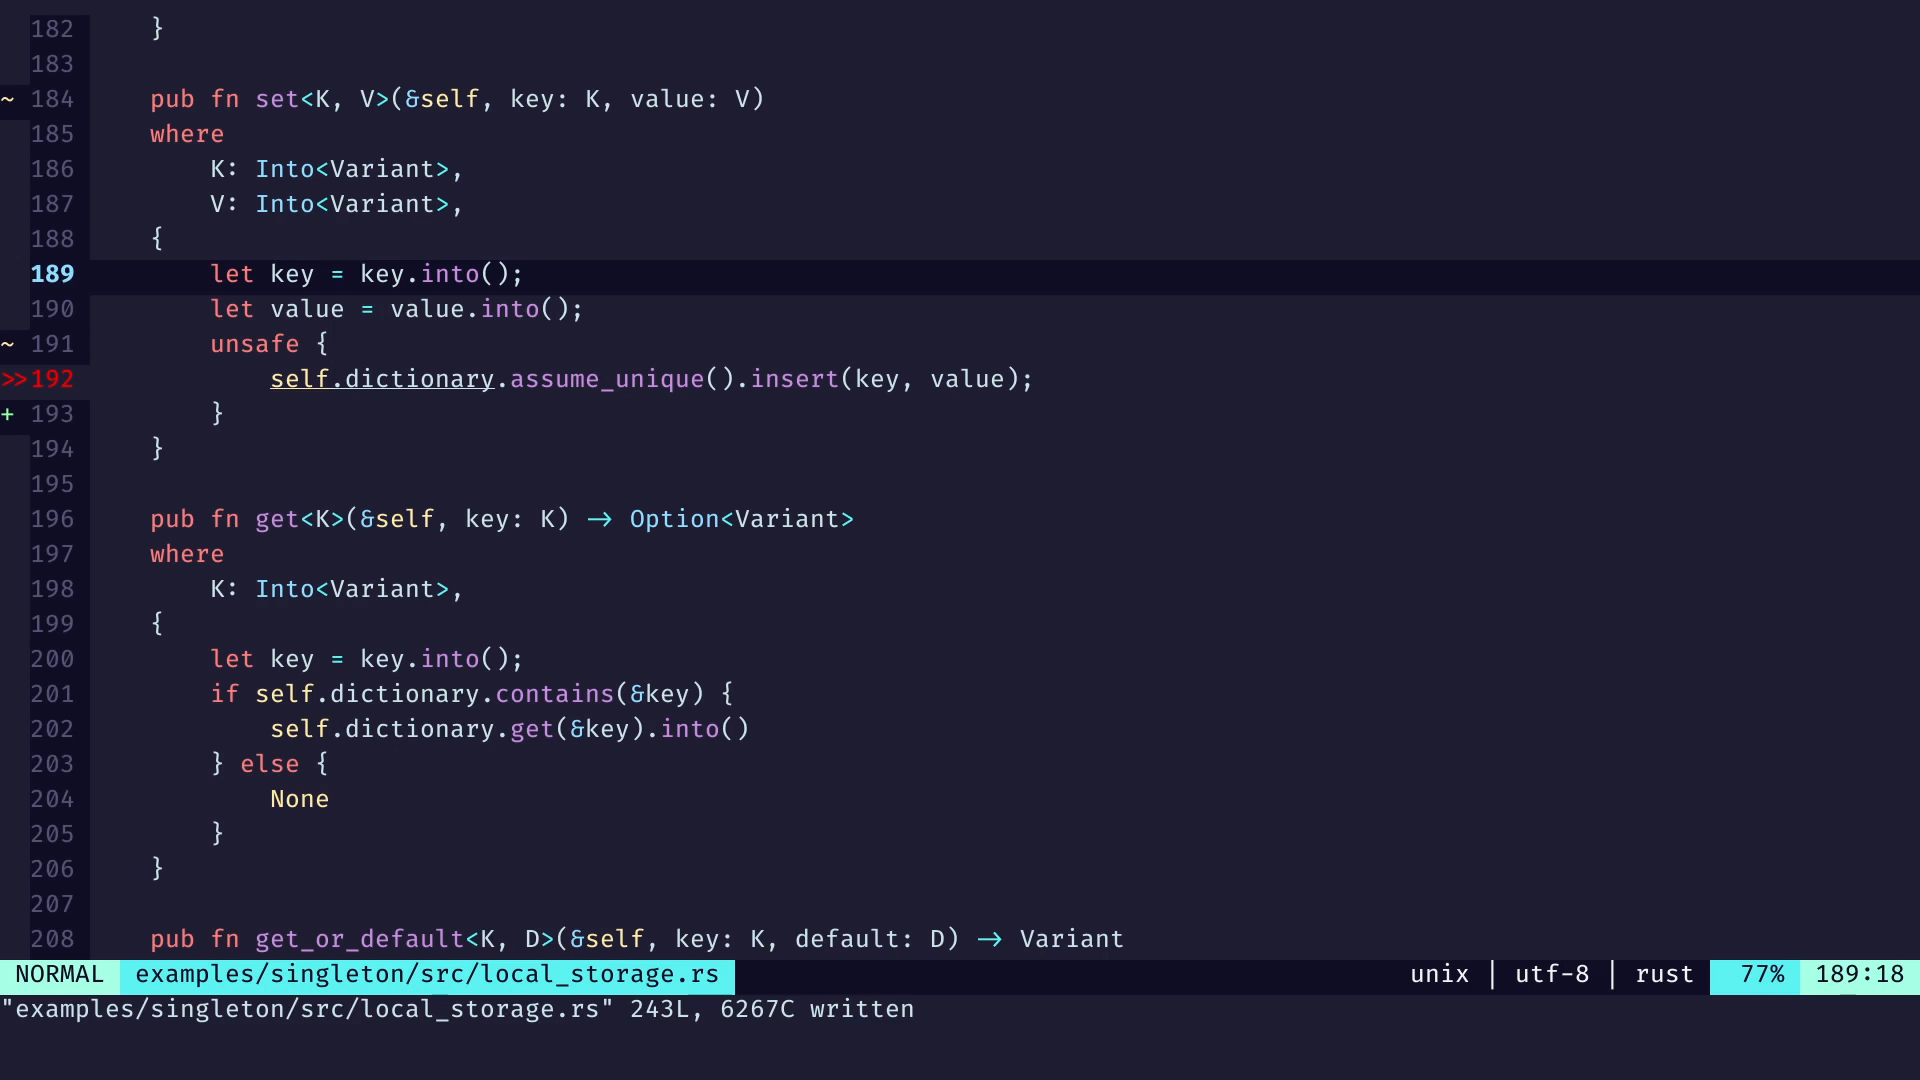 182     }
183
~ 184     pub fn set<K, V>(&self, key: K, value: V)
185     where
186         K: Into<Variant>,
187         V: Into<Variant>,
188     {
189         let key = key.into();
190         let value = value.into();
~ 191         unsafe {
>>192             self.dictionary.assume_unique().insert(key, value);
+ 193         }
194     }
195
196     pub fn get<K>(&self, key: K) -> Option<Variant>
197     where
198         K: Into<Variant>,
199     {
200         let key = key.into();
201         if self.dictionary.contains(&key) {
202             self.dictionary.get(&key).into()
203         } else {
204             None
205         }
206     }
207
208     pub fn get_or_default<K, D>(&self, key: K, default: D) -> Variant
NORMAL examples/singleton/src/local_storage.rs unix | utf-8 | rust 77% 189:18
"examples/singleton/src/local_storage.rs" 243L, 6267C written